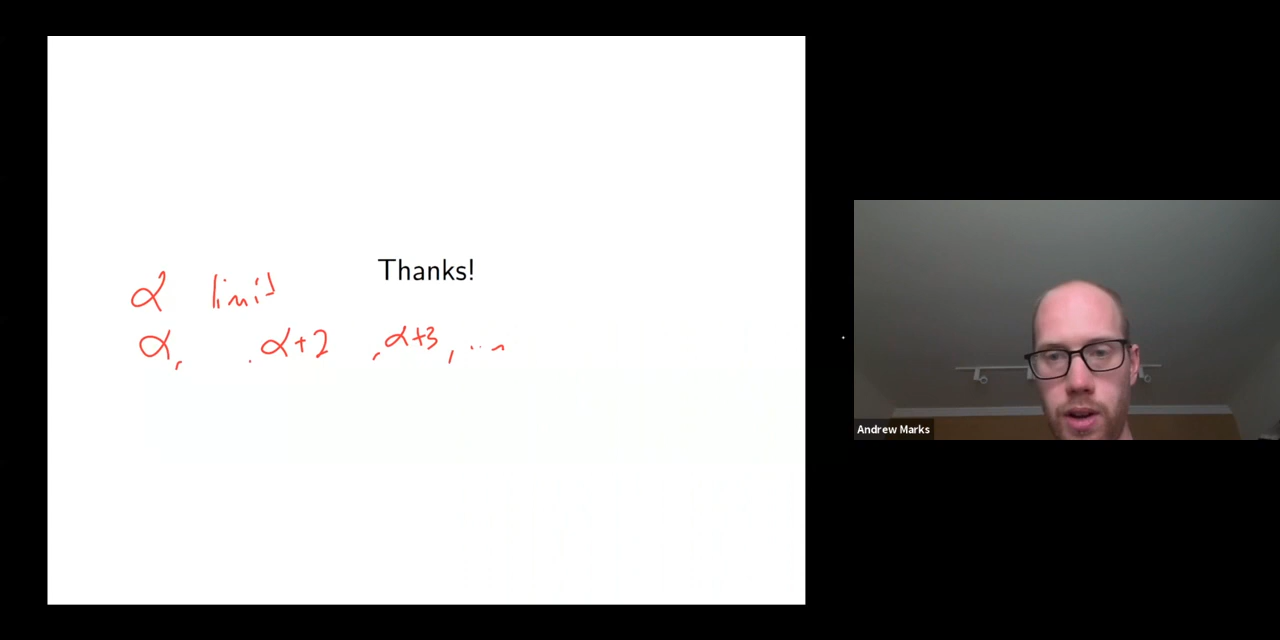 Thanks!
α limit
α, , α+2 , α+3 , ...
Andrew Marks